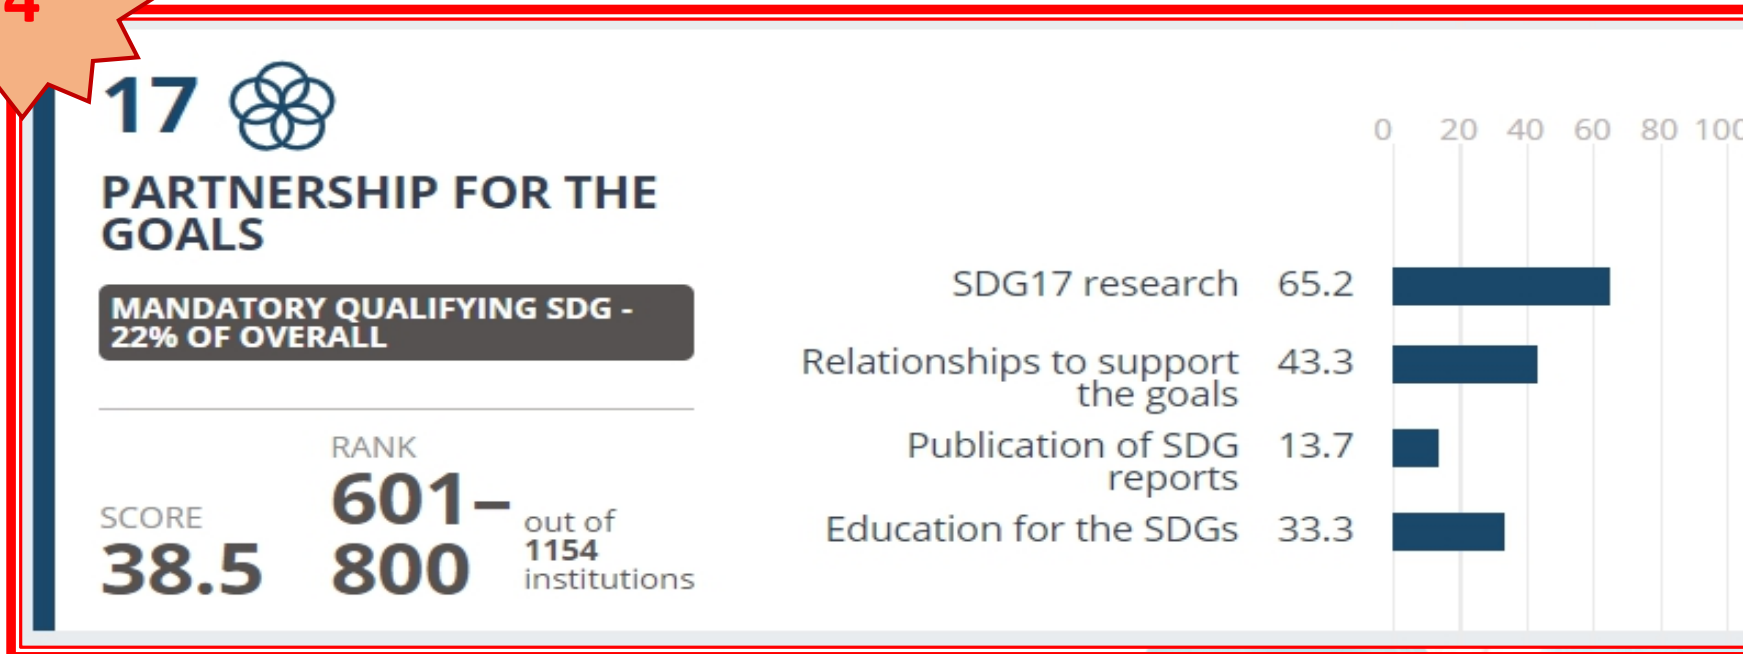 4
17
PARTNERSHIP FOR THE
GOALS
MANDATORY QUALIFYING SDG -
22% OF OVERALL
SCORE
38.5
RANK
601–
800
out of
1154
institutions
0 20 40 60 80 100
SDG17 research 65.2
Relationships to support 43.3
the goals
Publication of SDG 13.7
reports
Education for the SDGs 33.3